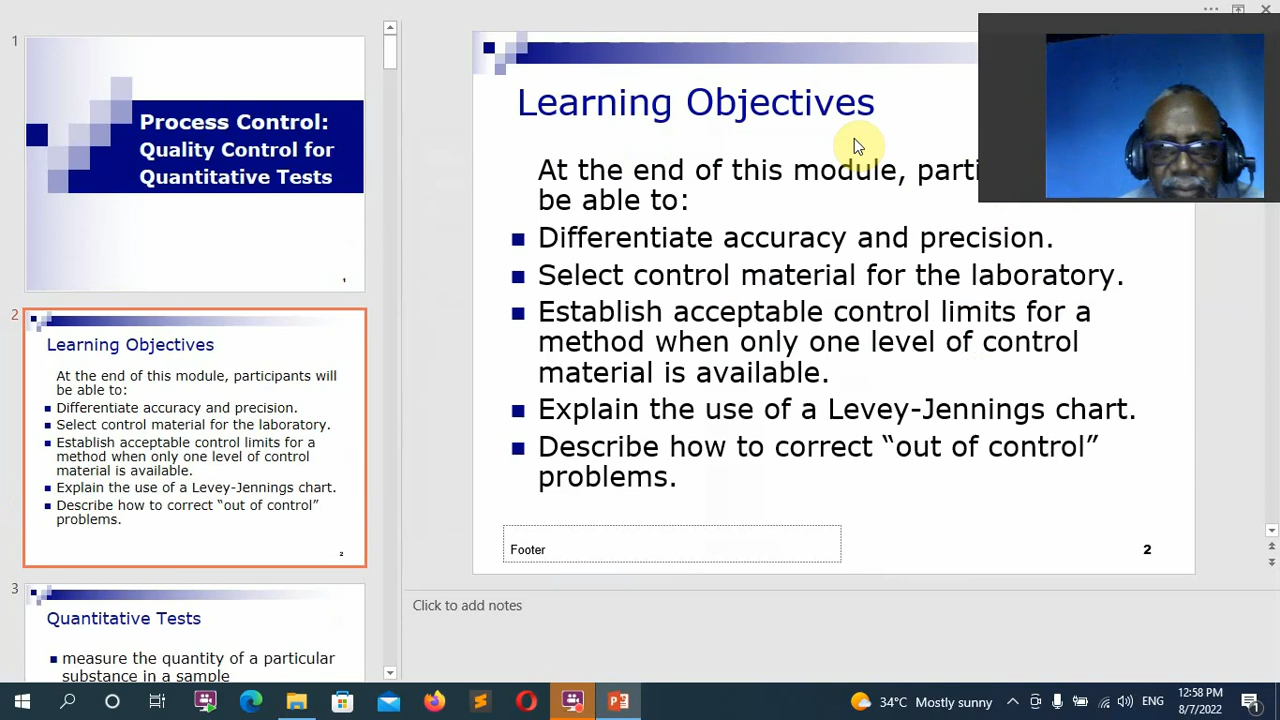 1
Process Control:
Quality Control for
Quantitative Tests
1
2
Learning Objectives
At the end of this module, participants will
be able to:
Differentiate accuracy and precision.
Select control material for the laboratory.
Establish acceptable control limits for a
method when only one level of control
material is available.
Explain the use of a Levey-Jennings chart.
Describe how to correct “out of control”
problems.
2
3
Quantitative Tests
measure the quantity of a particular
substance in a sample
Learning Objectives
At the end of this module, parti
be able to:
Differentiate accuracy and precision.
Select control material for the laboratory.
Establish acceptable control limits for a
method when only one level of control
material is available.
Explain the use of a Levey-Jennings chart.
Describe how to correct “out of control”
problems.
Footer
2
Click to add notes
34°C Mostly sunny
ENG
12:58 PM
8/7/2022